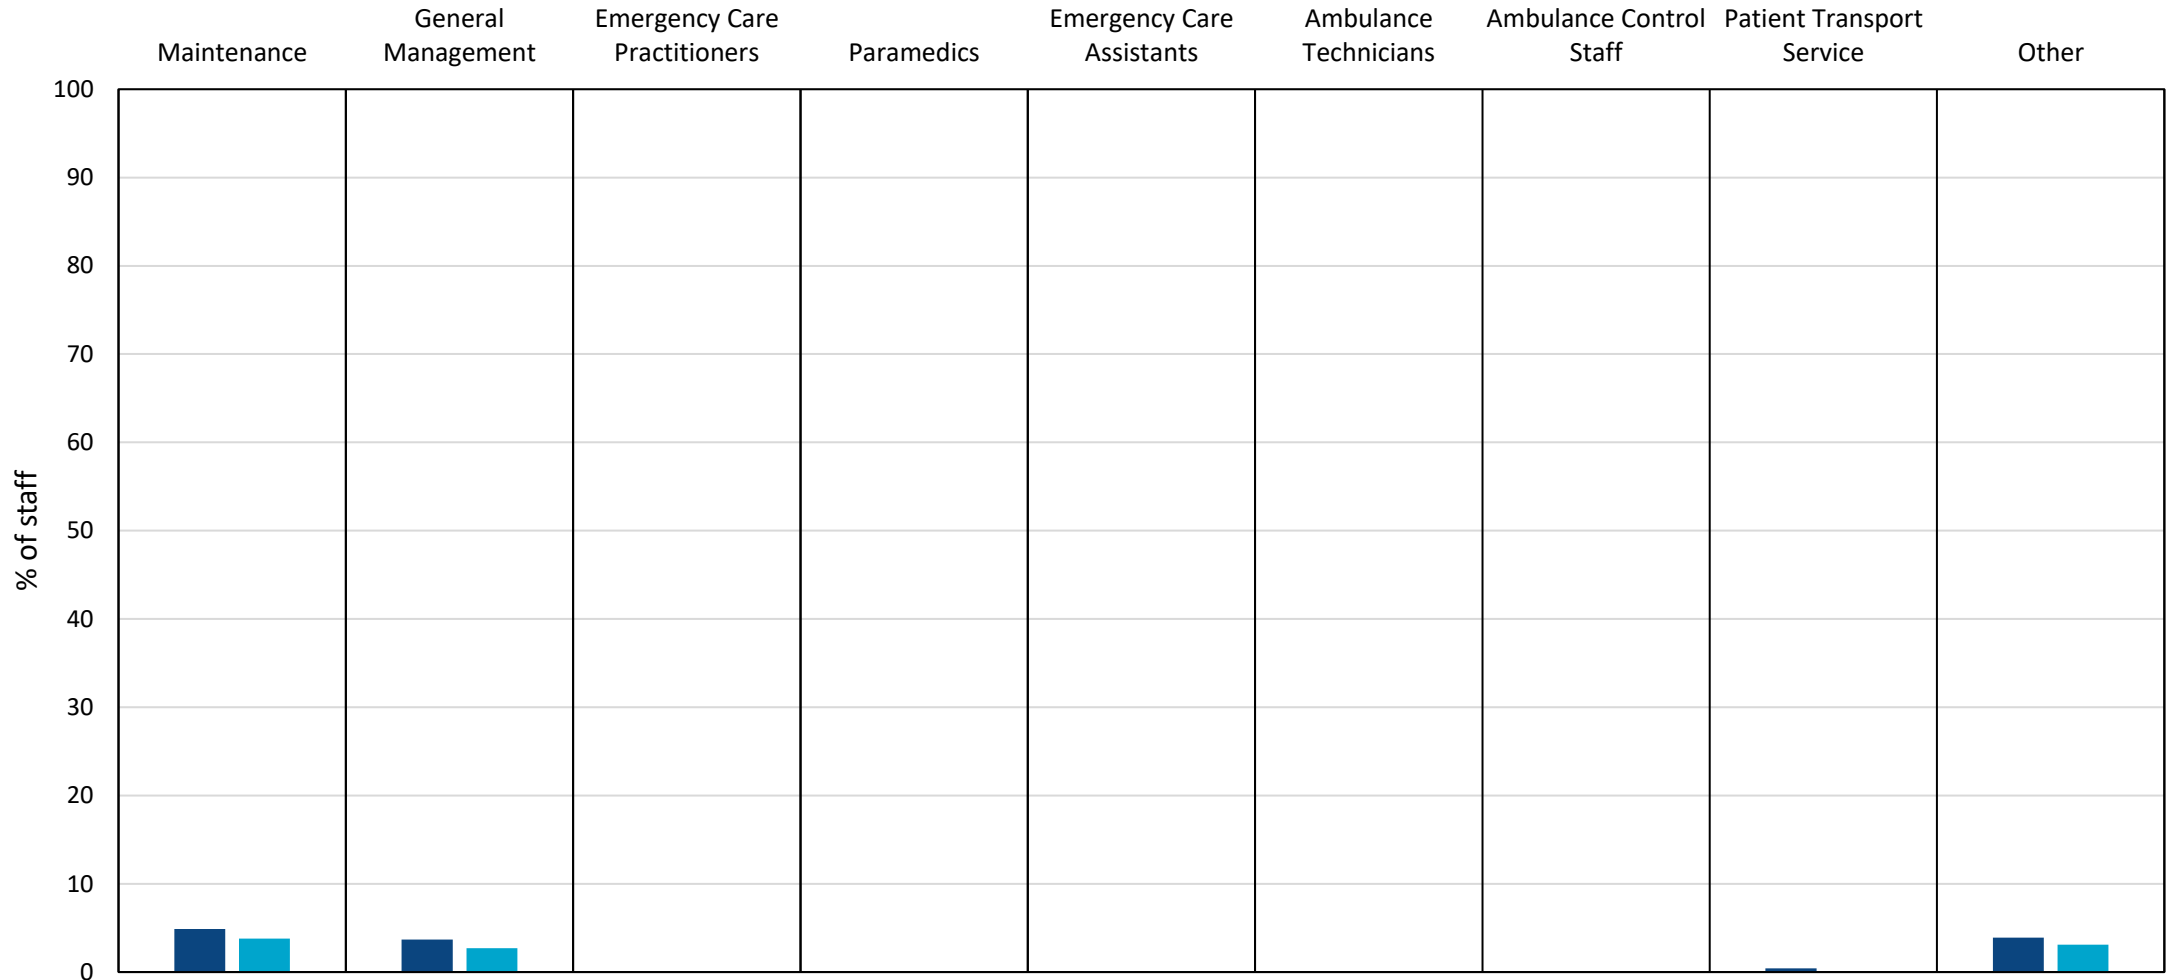 Maintenance
General
Management
Emergency Care
Practitioners
Paramedics
Emergency Care
Assistants
Ambulance
Technicians
Ambulance Control
Staff
Patient Transport
Service
Other
100
90
80
70
60
50
40
30
20
10
0
% of staff